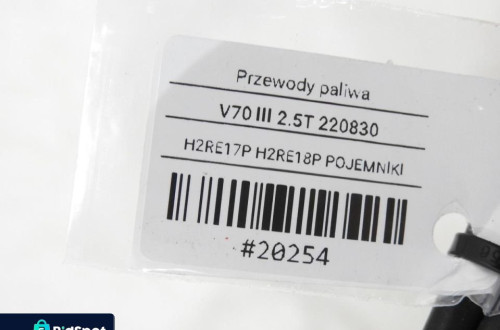 Przewody paliwa
V70 III 2.5T 220830
H2RE17P H2RE18P POJEMNIKI
#20254